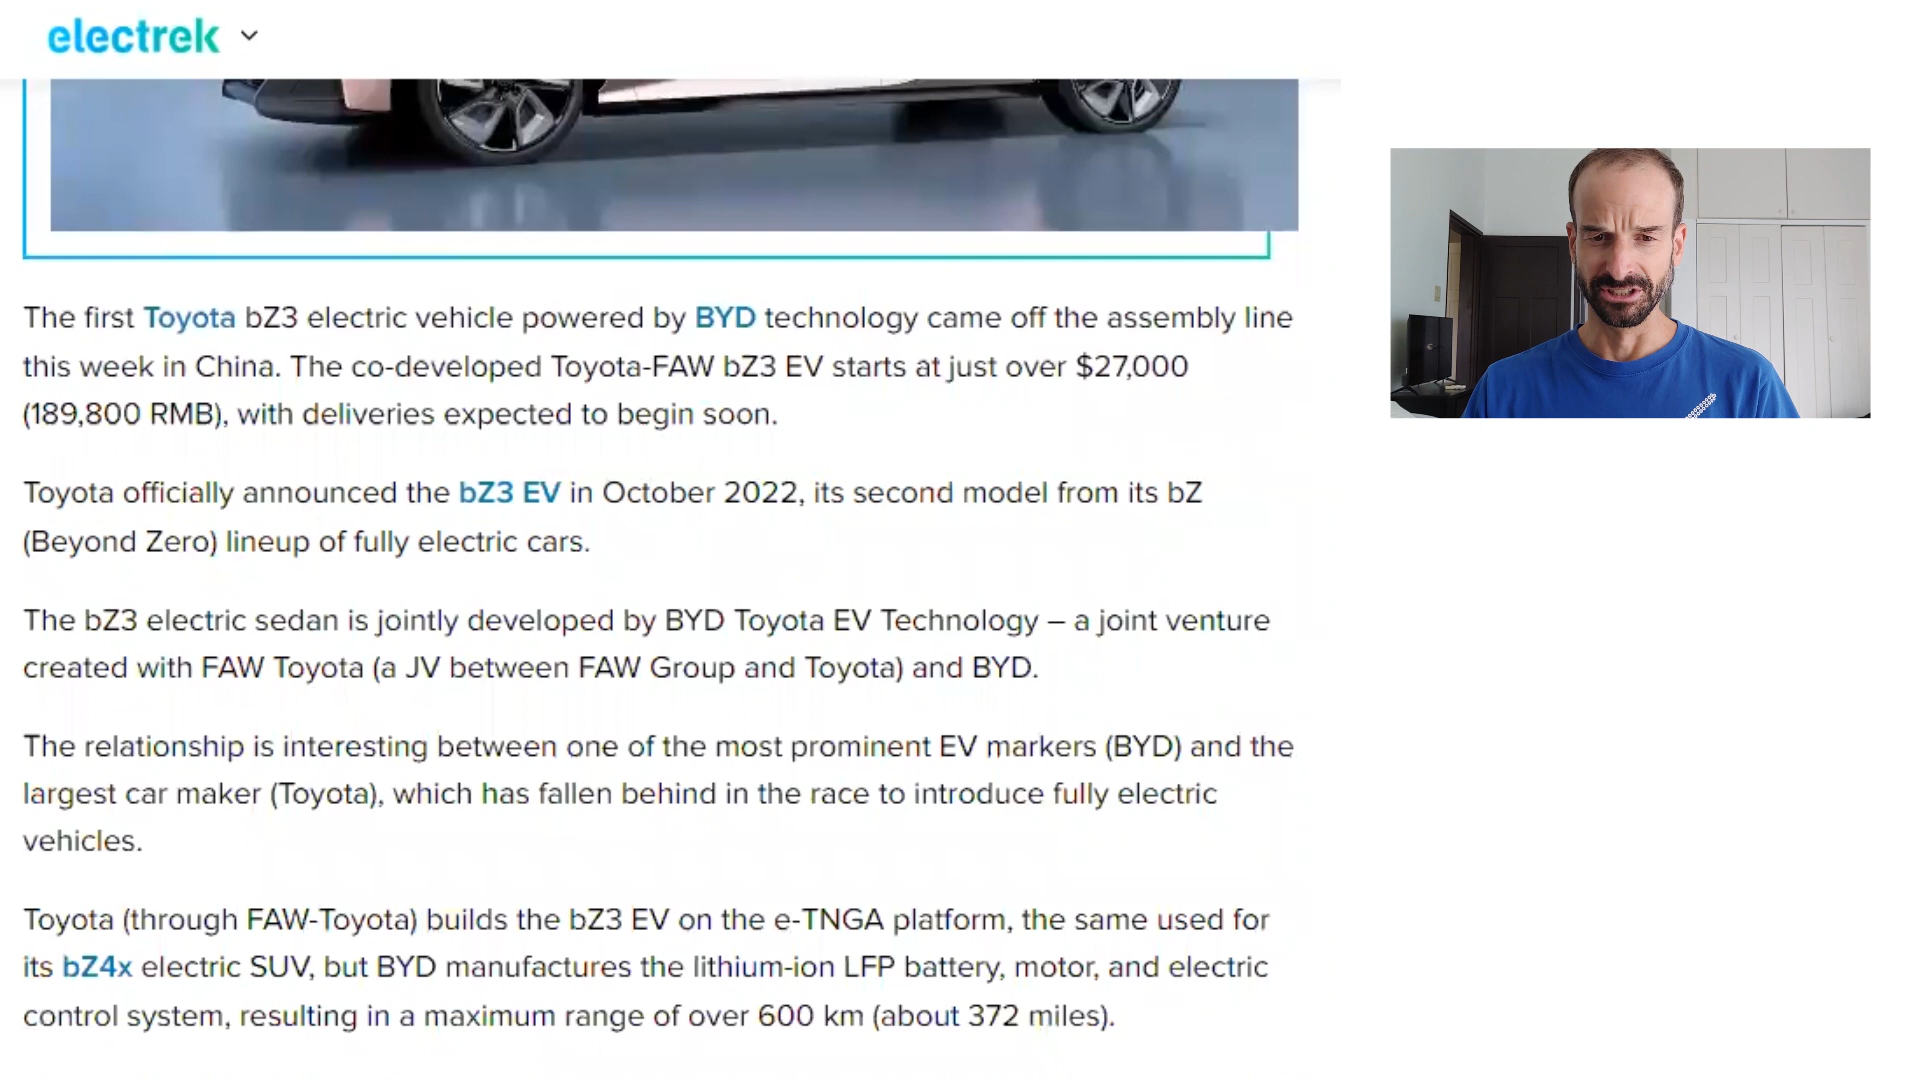 electrek
The first Toyota bZ3 electric vehicle powered by BYD technology came off the assembly line
this week in China. The co-developed Toyota-FAW bZ3 EV starts at just over $27,000
(189,800 RMB), with deliveries expected to begin soon.
Toyota officially announced the bZ3 EV in October 2022, its second model from its bZ
(Beyond Zero) lineup of fully electric cars.
The bZ3 electric sedan is jointly developed by BYD Toyota EV Technology – a joint venture
created with FAW Toyota (a JV between FAW Group and Toyota) and BYD.
The relationship is interesting between one of the most prominent EV markers (BYD) and the
largest car maker (Toyota), which has fallen behind in the race to introduce fully electric
vehicles.
Toyota (through FAW-Toyota) builds the bZ3 EV on the e-TNGA platform, the same used for
its bZ4x electric SUV, but BYD manufactures the lithium-ion LFP battery, motor, and electric
control system, resulting in a maximum range of over 600 km (about 372 miles).